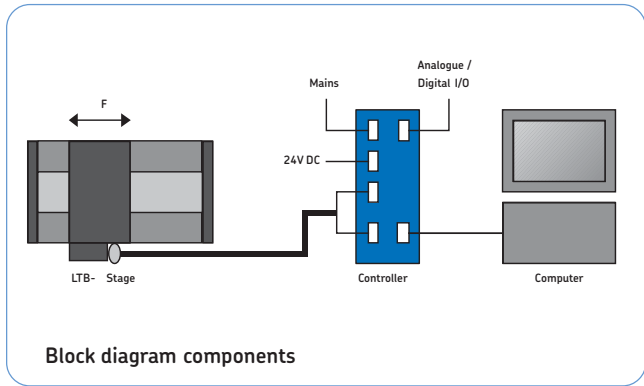 Analogue /
Digital I/O
Mains
F
24V DC
LTB- Stage
Controller
Computer
Block diagram components